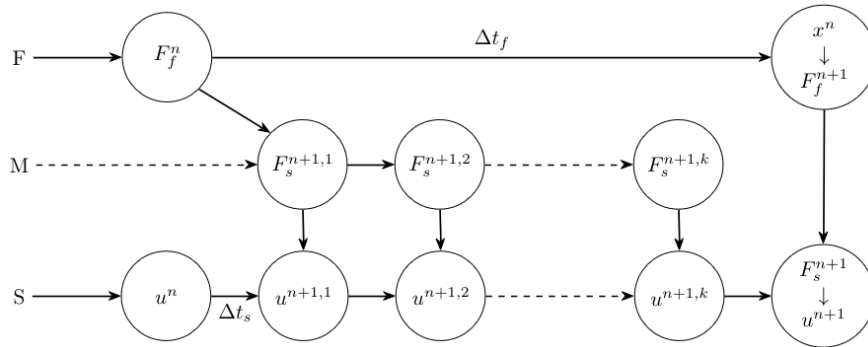 F
F_f^n
Δt_f
x^n
↓
F_f^{n+1}
M
F_s^{n+1,1}
F_s^{n+1,2}
F_s^{n+1,k}
S
u^n
Δt_s
u^{n+1,1}
u^{n+1,2}
u^{n+1,k}
F_s^{n+1}
↓
u^{n+1}